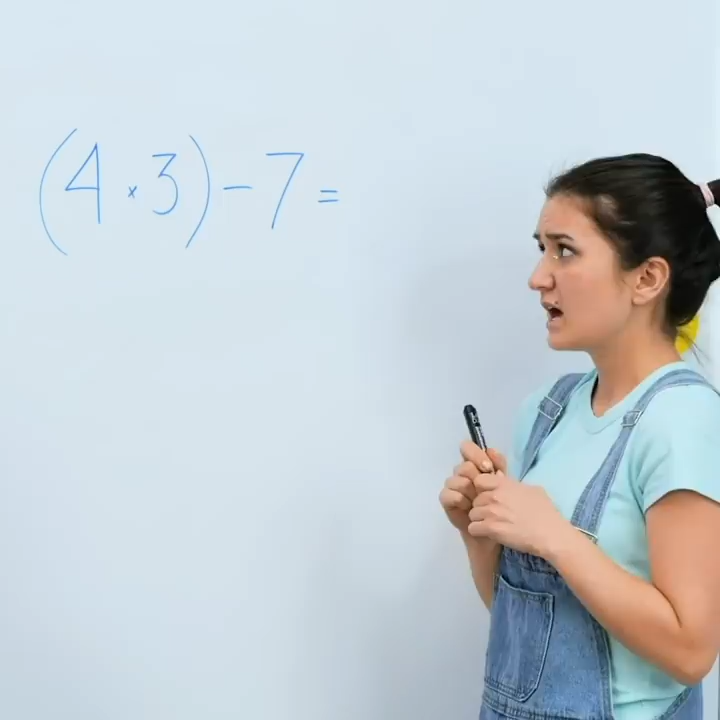 (4 × 3) - 7 =